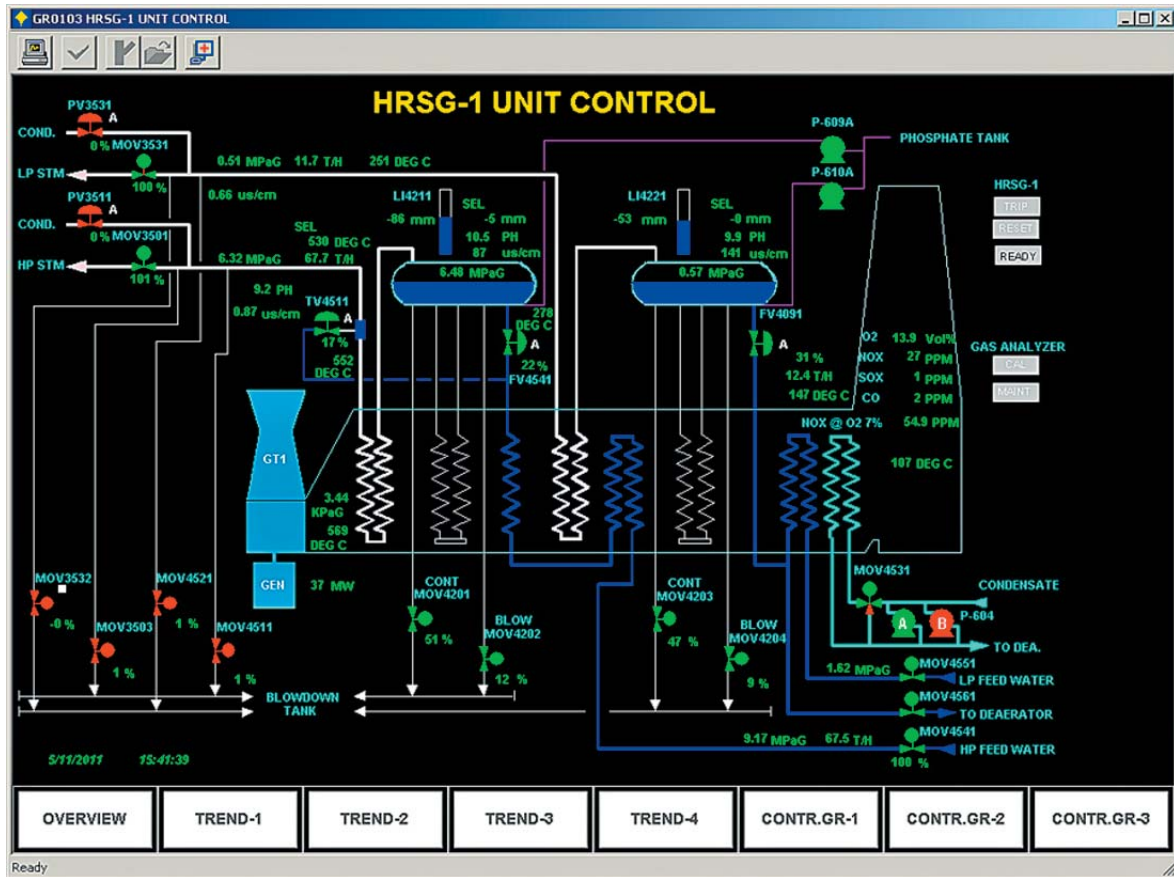 GR0103 HRSG-1 UNIT CONTROL
HRSG-1 UNIT CONTROL
PV3531
A
COND.
0 %
MOV3531
LP STM
100 %
0.51 MPaG 11.7 T/H 251 DEG C
0.66 us/cm
PV3511
A
COND.
0 %
MOV3501
HP STM
101 %
SEL
530 DEG C
6.32 MPaG 67.7 T/H
9.2 PH
0.87 us/cm
TV4511
A
17 %
552
DEG C
LI4211
-86 mm
SEL
-5 mm
10.5 PH
87 us/cm
6.48 MPaG
278
DEG C
A
22 %
FV4541
LI4221
-53 mm
SEL
-0 mm
9.9 PH
141 us/cm
0.57 MPaG
FV4091
A
31 %
12.4 T/H
147 DEG C
P-609A
PHOSPHATE TANK
P-610A
HRSG-1
TRIP
RESET
READY
O2 13.9 Vol%
NOX 27 PPM
SOX 1 PPM
CO 2 PPM
NOX @ O2 7% 54.9 PPM
107 DEG C
GAS ANALYZER
CAL
MAINT
GT1
3.44
KPaG
569
DEG C
GEN
37 MW
MOV3532
-0 %
MOV3503
1 %
MOV4521
1 %
MOV4511
1 %
CONT
MOV4201
51 %
BLOW
MOV4202
12 %
CONT
MOV4203
47 %
BLOW
MOV4204
9 %
BLOWDOWN
TANK
MOV4531
CONDENSATE
A
B
P-604
TO DEA.
1.62 MPaG
MOV4551
LP FEED WATER
MOV4561
TO DEAERATOR
9.17 MPaG 67.5 T/H
MOV4541
HP FEED WATER
100 %
5/11/2011 15:41:39
OVERVIEW TREND-1 TREND-2 TREND-3 TREND-4 CONTR.GR-1 CONTR.GR-2 CONTR.GR-3
Ready